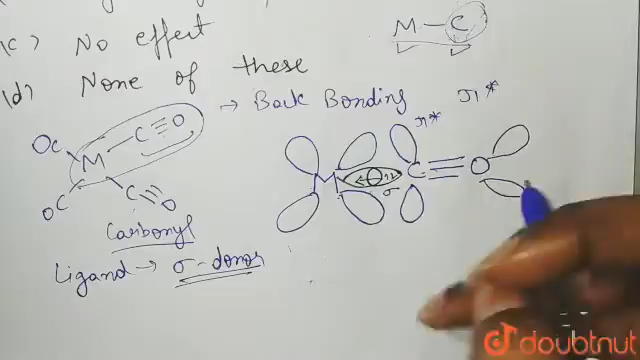 (c) No effect
M – C
(d) None of these
→ Back Bonding π*
OC M – C≡O
OC C≡O
π*
M C≡O
σ
Carbonyl
Ligand → σ-donor
doubtnut